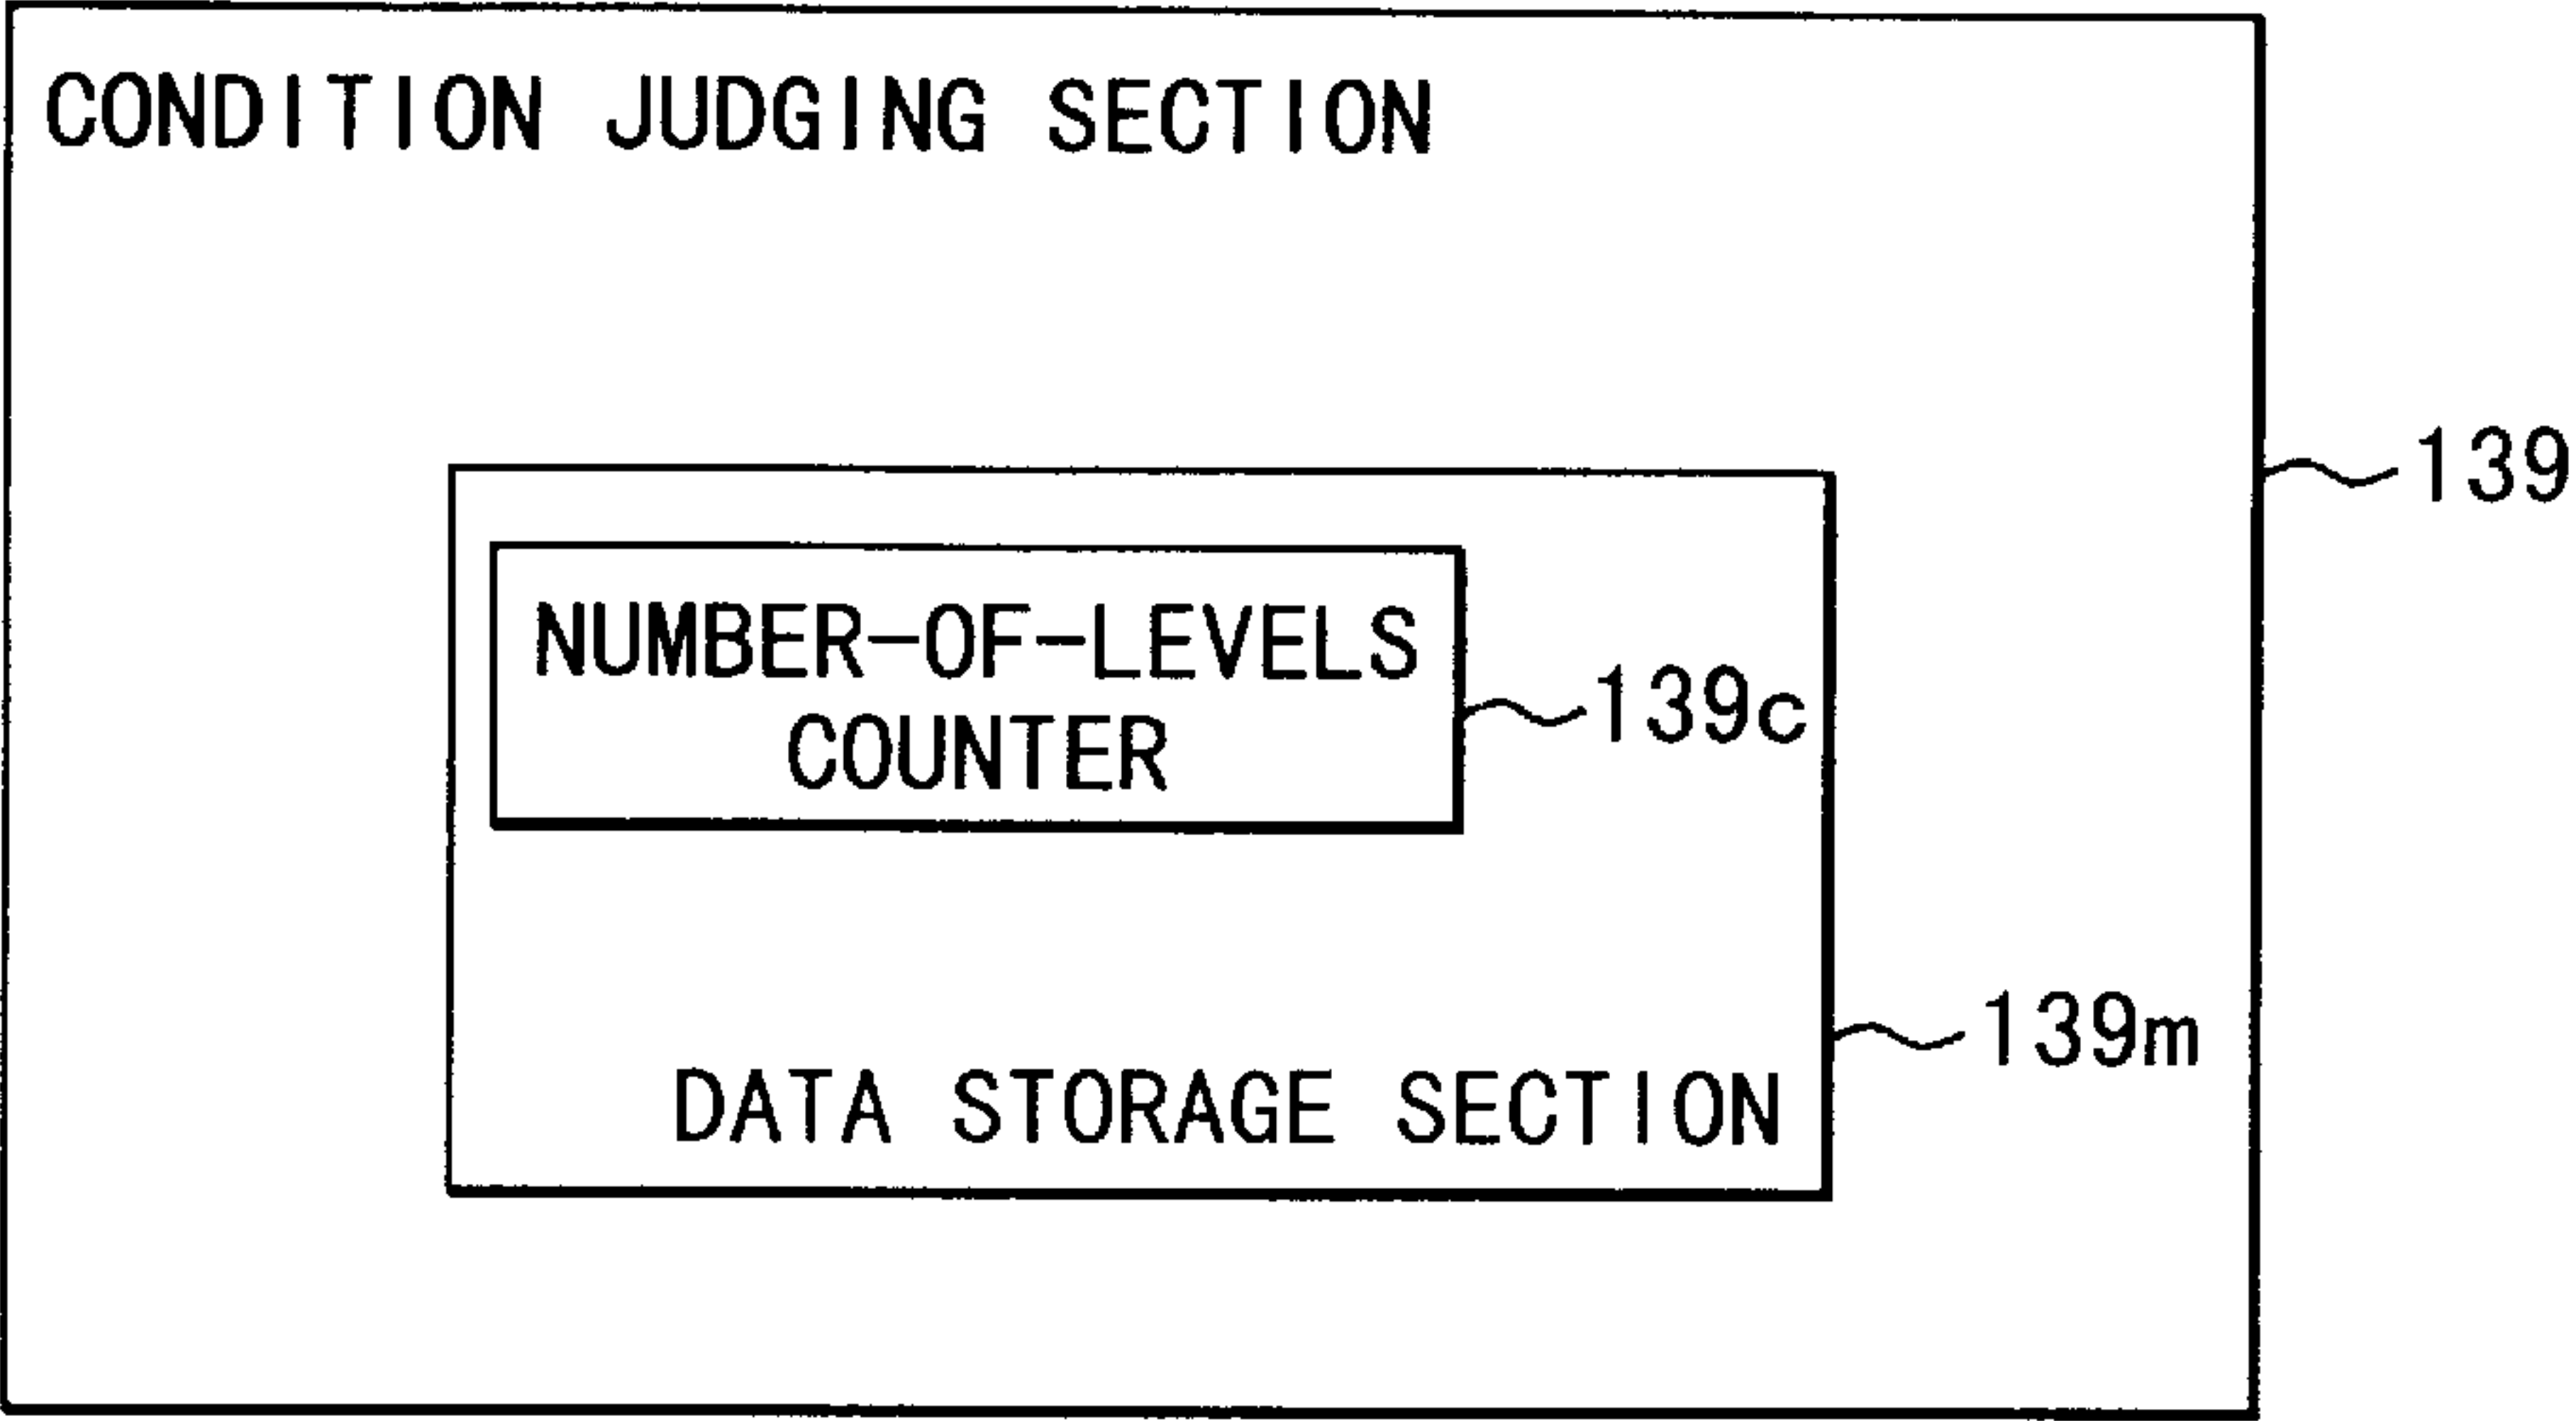 CONDITION JUDGING SECTION
139
NUMBER-OF-LEVELS
COUNTER
139c
139m
DATA STORAGE SECTION